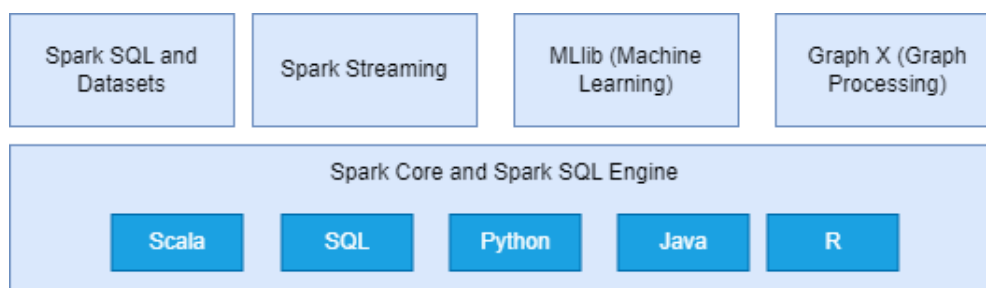 Spark SQL and
Datasets
Spark Streaming
MLlib (Machine
Learning)
Graph X (Graph
Processing)
Spark Core and Spark SQL Engine
Scala
SQL
Python
Java
R